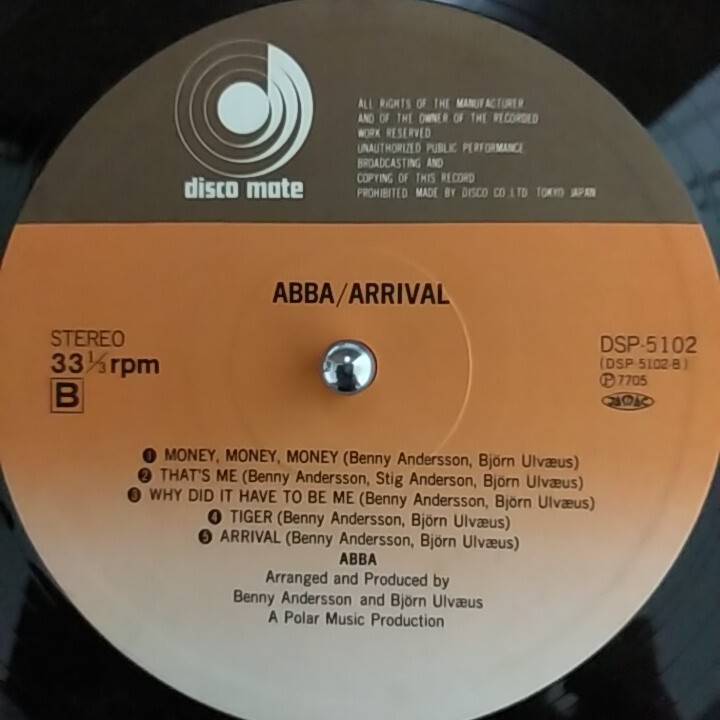 disco mate
ALL RIGHTS OF THE MANUFACTURER
AND OF THE OWNER OF THE RECORDED
WORK RESERVED
UNAUTHORIZED PUBLIC PERFORMANCE
BROADCASTING AND
COPYING OF THIS RECORD
PROHIBITED MADE BY DISCO CO. LTD. TOKYO JAPAN
ABBA/ARRIVAL
STEREO
33⅓rpm
B
DSP-5102
(DSP-5102-B)
Ⓟ7705
❶ MONEY, MONEY, MONEY (Benny Andersson, Björn Ulvæus)
❷ THAT'S ME (Benny Andersson, Stig Anderson, Björn Ulvæus)
❸ WHY DID IT HAVE TO BE ME (Benny Andersson, Björn Ulvæus)
❹ TIGER (Benny Andersson, Björn Ulvæus)
❺ ARRIVAL (Benny Andersson, Björn Ulvæus)
ABBA
Arranged and Produced by
Benny Andersson and Björn Ulvæus
A Polar Music Production